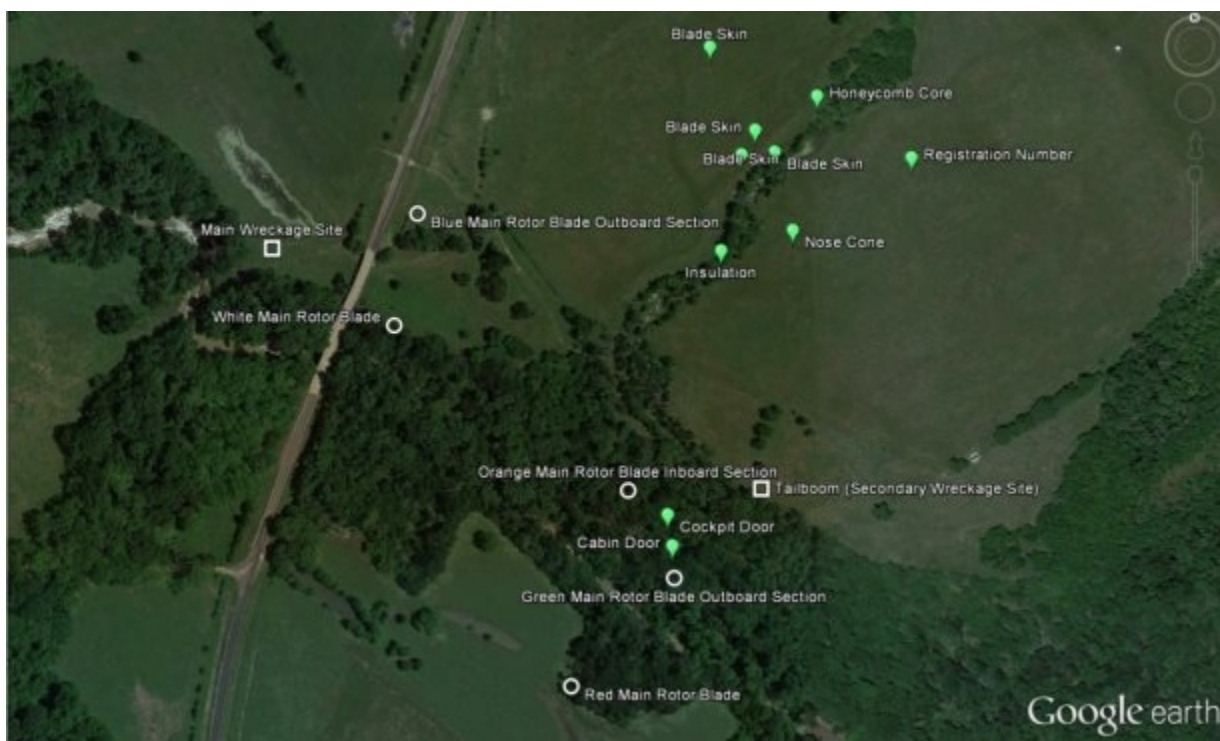 Blade Skin
Honeycomb Core
Blade Skin
Blade Skin
Blade Skin
Registration Number
Blue Main Rotor Blade Outboard Section
Main Wreckage Site
Nose Cone
Insulation
White Main Rotor Blade
Orange Main Rotor Blade Inboard Section
Tailboom (Secondary Wreckage Site)
Cockpit Door
Cabin Door
Green Main Rotor Blade Outboard Section
Red Main Rotor Blade
Google earth